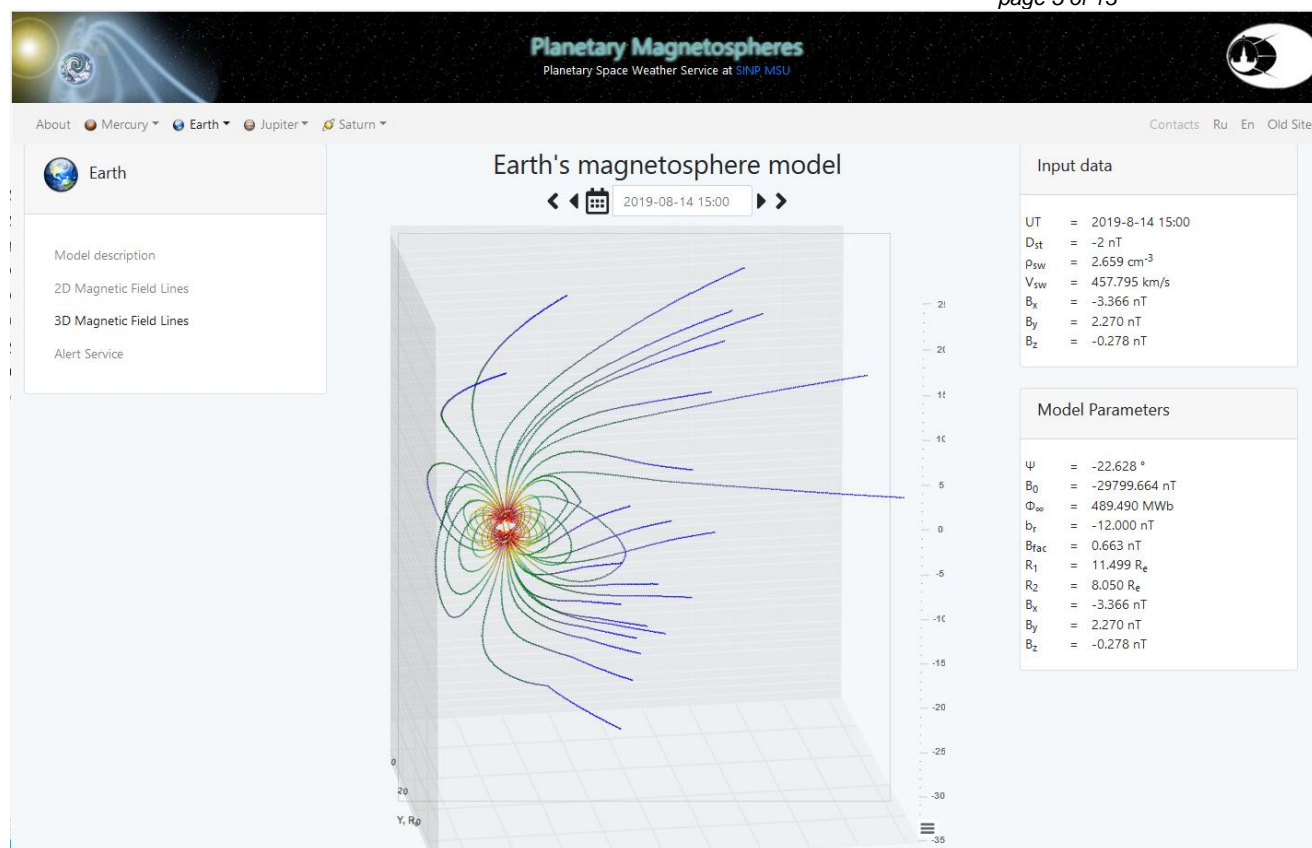 page 5 of 13
Planetary Magnetospheres
Planetary Space Weather Service at SINP MSU
About Mercury Earth Jupiter Saturn Contacts Ru En Old Site
Earth
Model description
2D Magnetic Field Lines
3D Magnetic Field Lines
Alert Service
Earth's magnetosphere model
2019-08-14 15:00
20
15
10
5
0
-5
-10
-15
-20
-25
-30
-35
0
20
Y, Re
Input data
UT = 2019-8-14 15:00
Dst = -2 nT
ρsw = 2.659 cm-3
Vsw = 457.795 km/s
Bx = -3.366 nT
By = 2.270 nT
Bz = -0.278 nT
Model Parameters
Ψ = -22.628 °
B0 = -29799.664 nT
Φ∞ = 489.490 MWb
br = -12.000 nT
Bfac = 0.663 nT
R1 = 11.499 Re
R2 = 8.050 Re
Bx = -3.366 nT
By = 2.270 nT
Bz = -0.278 nT